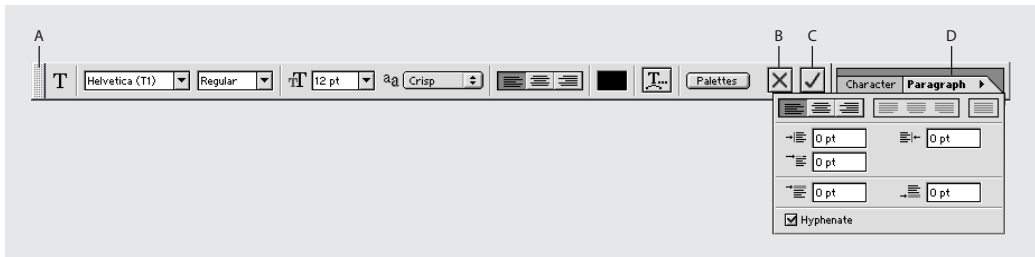 A B C D
T Helvetica (T1) Regular T 12 pt aa Crisp T... Palettes Character Paragraph
0 pt 0 pt
0 pt
0 pt 0 pt
Hyphenate